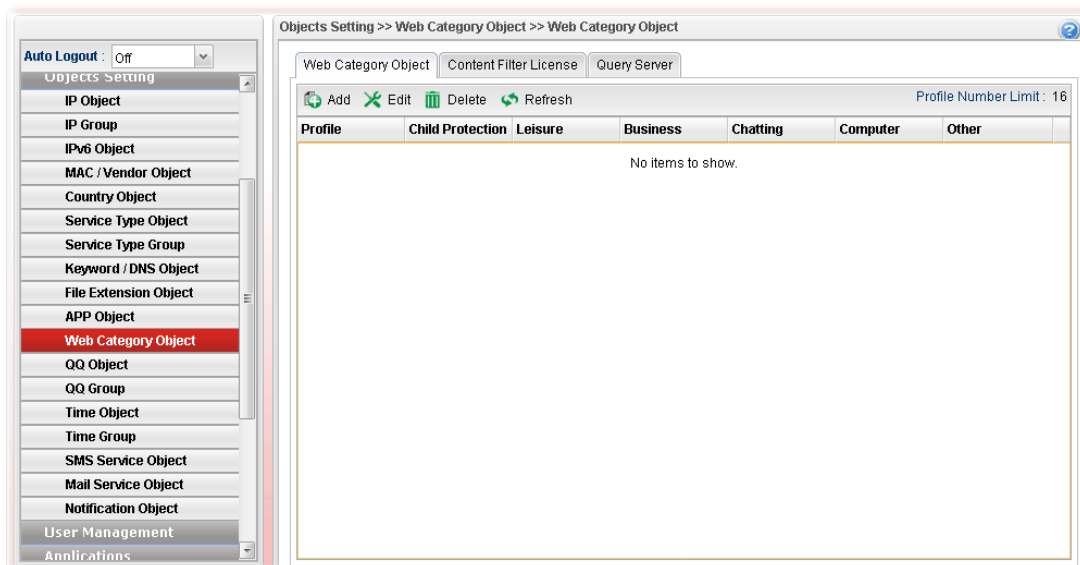 Objects Setting >> Web Category Object >> Web Category Object
Auto Logout : Off
Objects Setting
IP Object
IP Group
IPv6 Object
MAC / Vendor Object
Country Object
Service Type Object
Service Type Group
Keyword / DNS Object
File Extension Object
APP Object
Web Category Object
QQ Object
QQ Group
Time Object
Time Group
SMS Service Object
Mail Service Object
Notification Object
User Management
Applications
Web Category Object Content Filter License Query Server
Add Edit Delete Refresh Profile Number Limit : 16
Profile Child Protection Leisure Business Chatting Computer Other
No items to show.